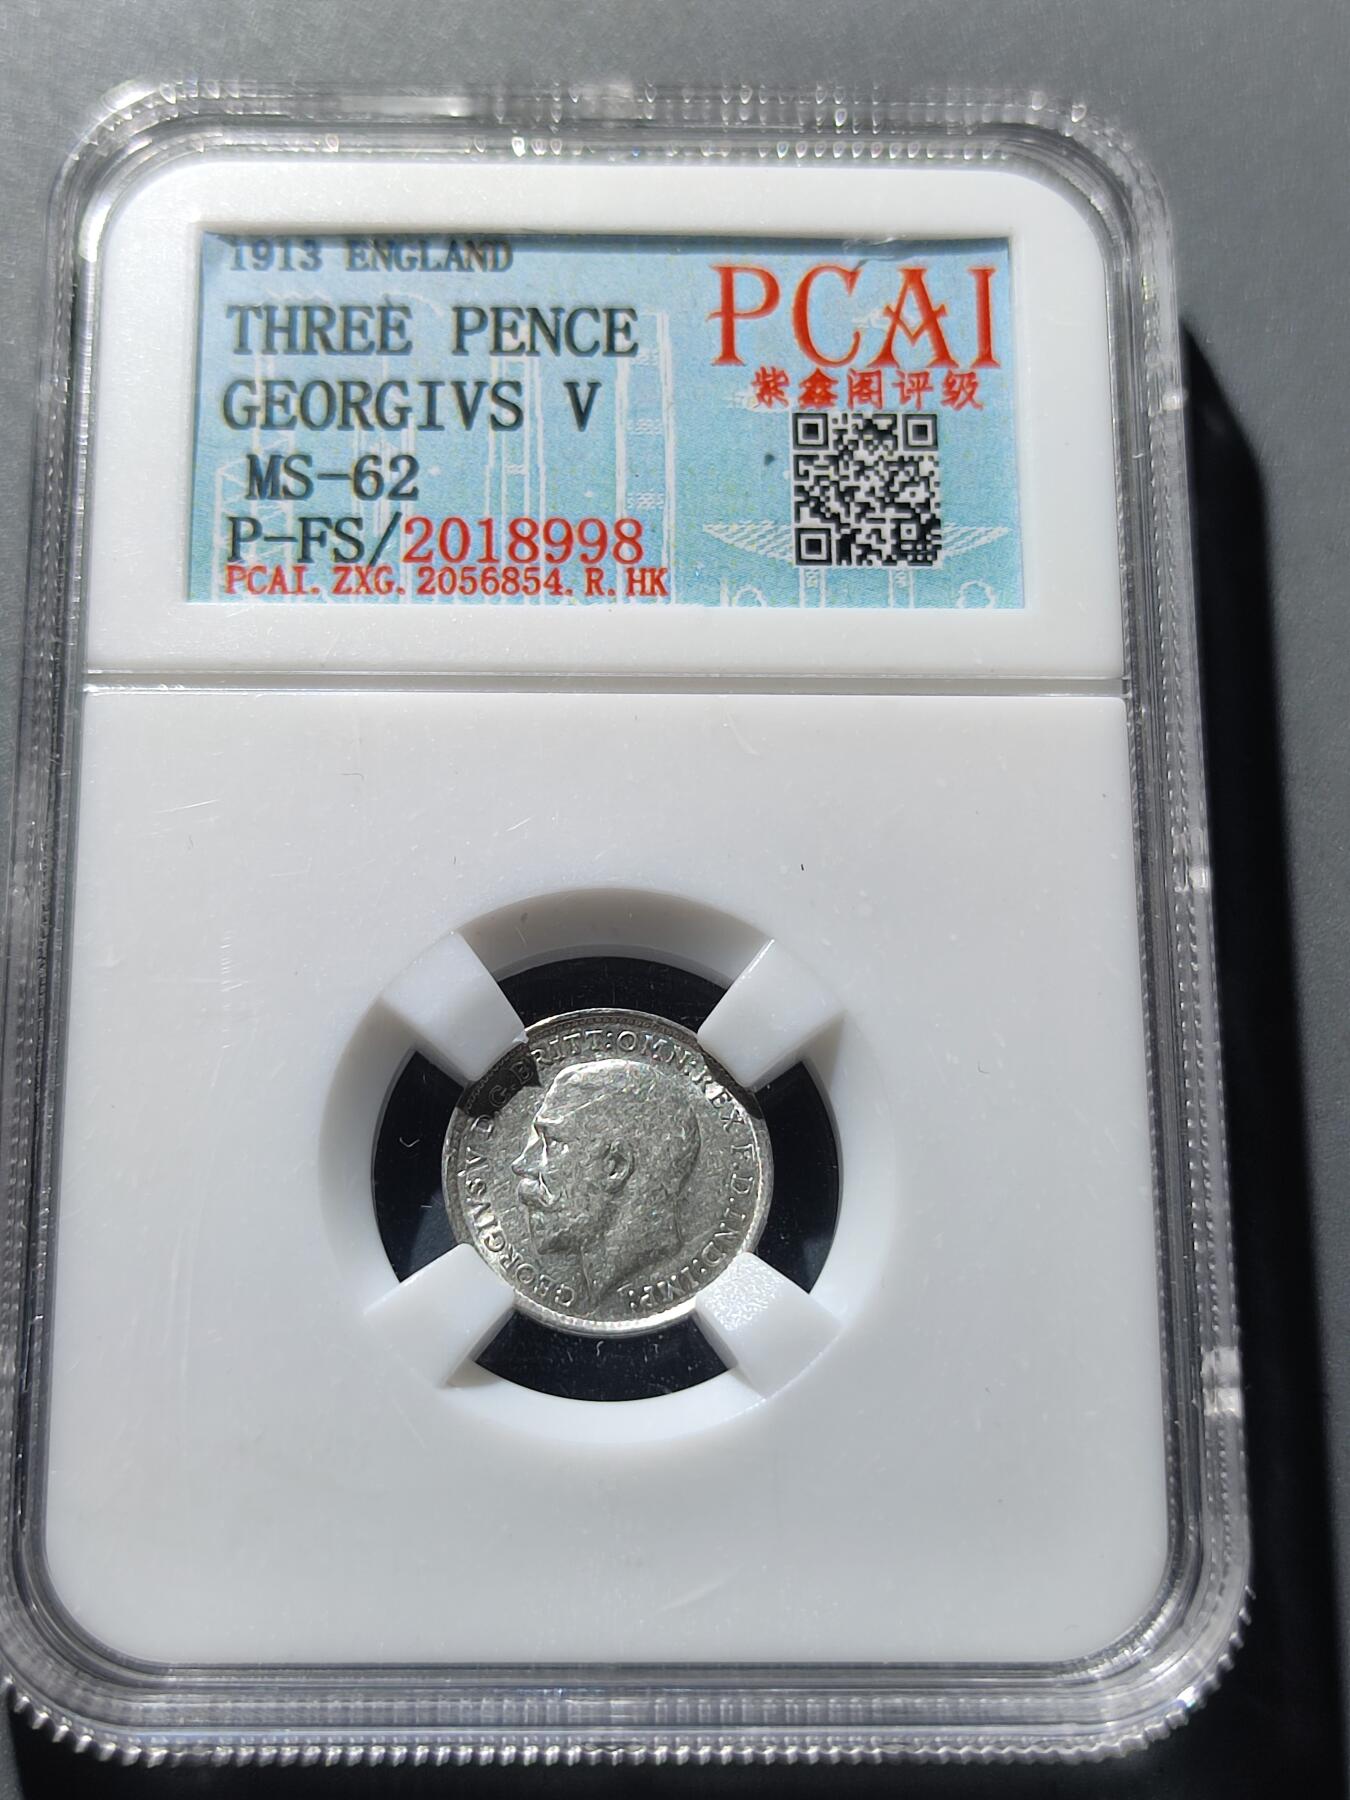 1913 ENGLAND
THREE PENCE
GEORGIVS V
MS-62
P-FS/2018998
PCAI. ZXG. 2056854. R. HK
PCAI
紫鑫阁评级
GEORGIVS V D.G.BRITT:OMN:REX F.D.IND:IMP: